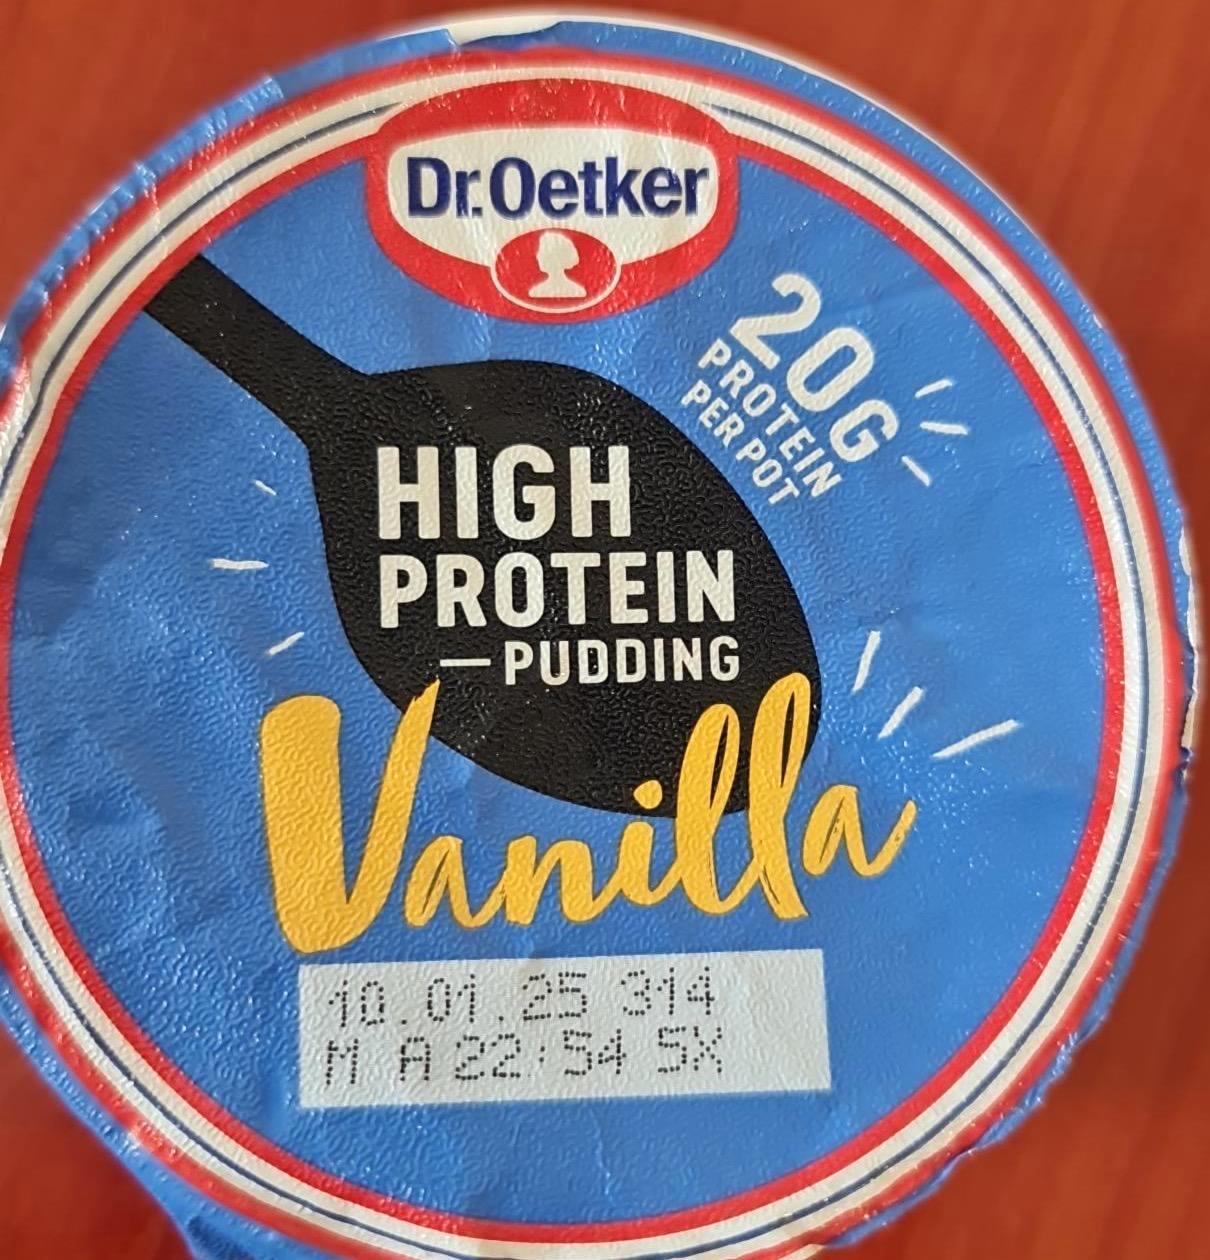 Dr.Oetker
20G
PROTEIN
PER POT
HIGH
PROTEIN
— PUDDING
Vanilla
10.01.25 314
M A 22:54 5X